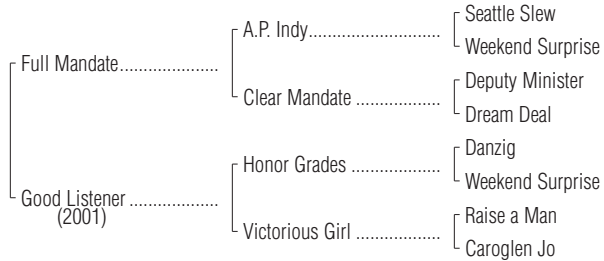 Seattle Slew
A.P. Indy
Weekend Surprise
Full Mandate
Deputy Minister
Clear Mandate
Dream Deal
Danzig
Honor Grades
Weekend Surprise
Good Listener
(2001)
Raise a Man
Victorious Girl
Caroglen Jo